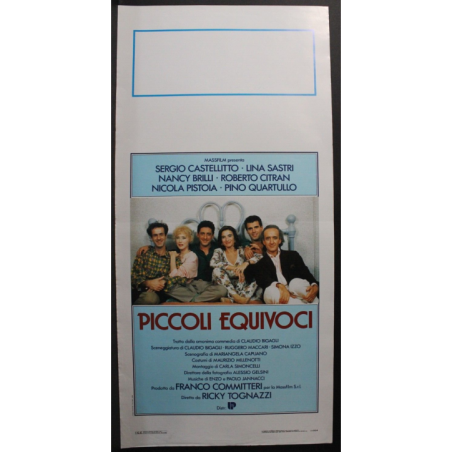 MASSFILM presenta
SERGIO CASTELLITTO · LINA SASTRI
NANCY BRILLI · ROBERTO CITRAN
NICOLA PISTOIA · PINO QUARTULLO
PICCOLI EQUIVOCI
Tratto dalla omonima commedia di CLAUDIO BIGAGLI
Sceneggiatura di CLAUDIO BIGAGLI · RUGGERO MACCARI · SIMONA IZZO
Scenografia di MARIANGELA CAPUANO
Costumi di MAURIZIO MILLENOTTI
Montaggio di CARLA SIMONCELLI
Direttore della fotografia ALESSIO GELSINI
Musiche di ENZO e PAOLO JANNACCI
Prodotto da FRANCO COMMITTERI per la Massfilm S.r.l.
Diretto da RICKY TOGNAZZI